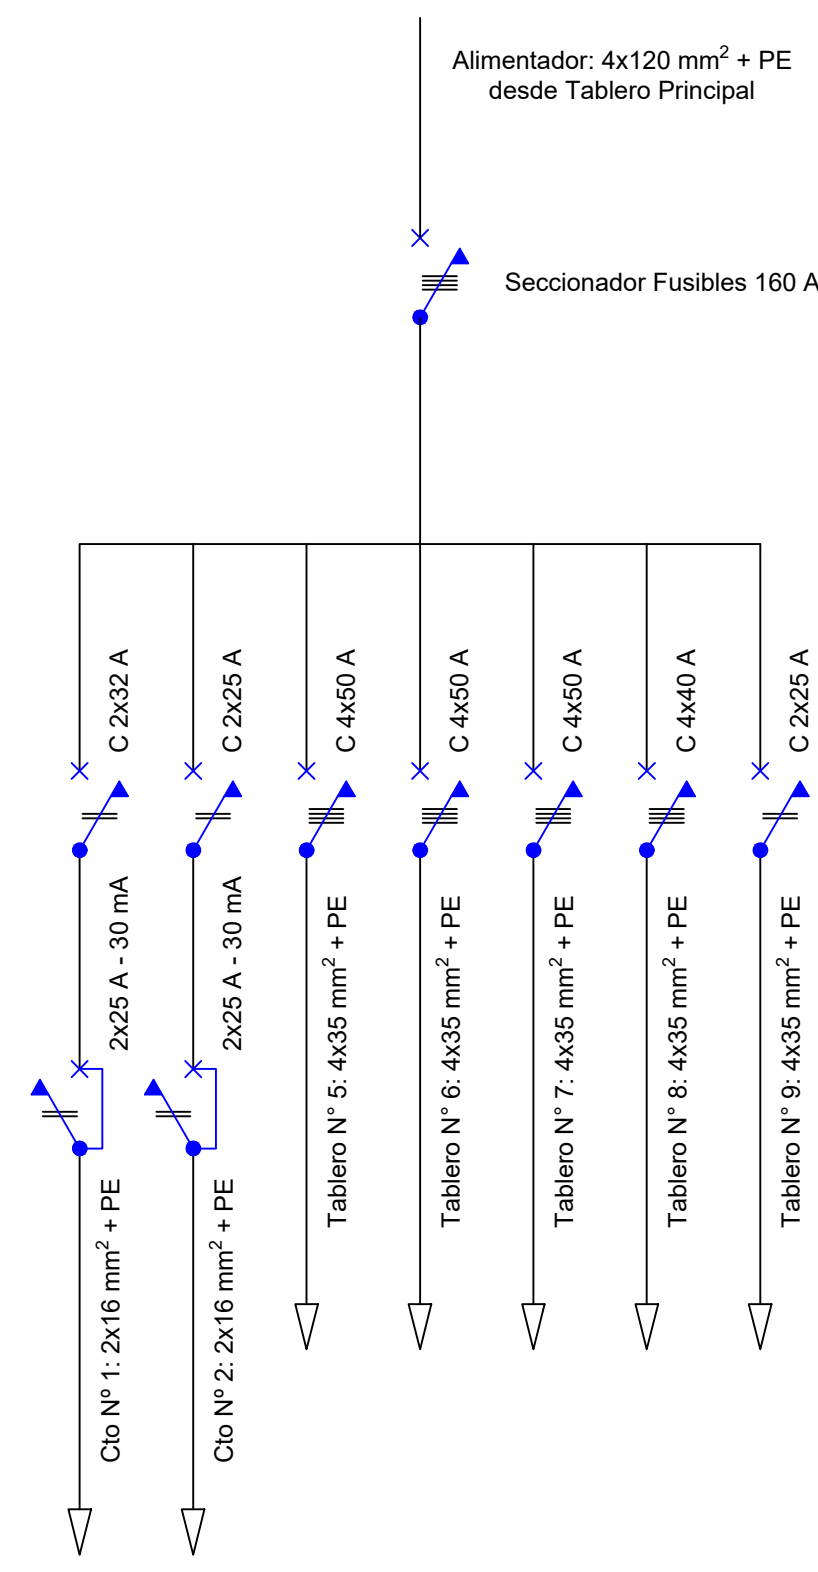 Alimentador: 4x120 mm² + PE
desde Tablero Principal
Seccionador Fusibles 160 A
C 2x32 A
C 2x25 A
C 4x50 A
C 4x50 A
C 4x50 A
C 4x40 A
C 2x25 A
2x25 A - 30 mA
2x25 A - 30 mA
Tablero N° 5: 4x35 mm² + PE
Tablero N° 6: 4x35 mm² + PE
Tablero N° 7: 4x35 mm² + PE
Tablero N° 8: 4x35 mm² + PE
Tablero N° 9: 4x35 mm² + PE
Cto Nº 1: 2x16 mm² + PE
Cto Nº 2: 2x16 mm² + PE